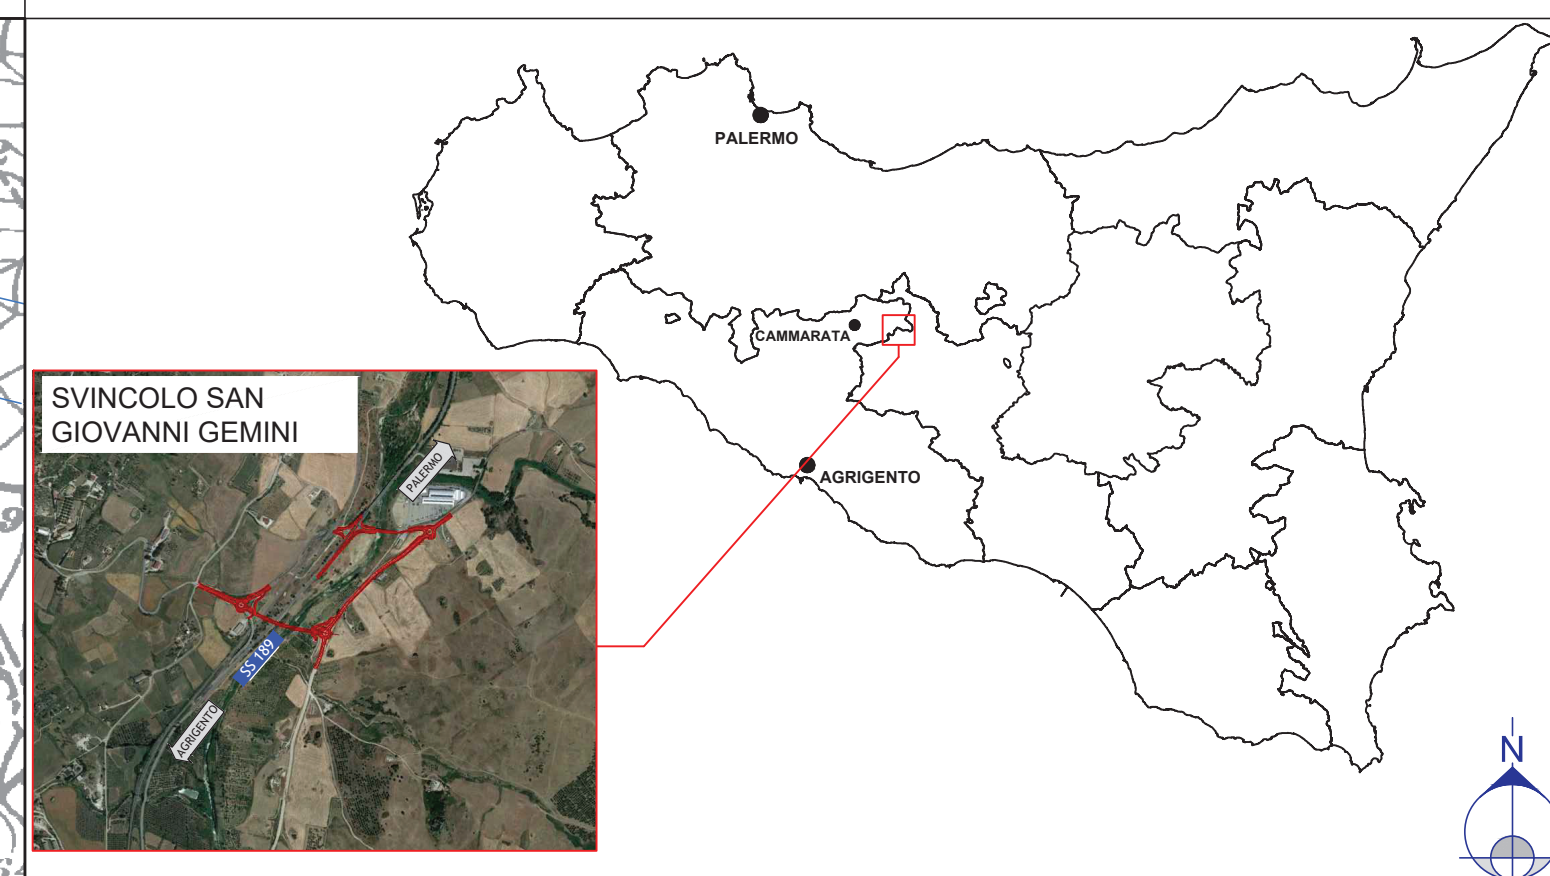 PALERMO
CAMMARATA
AGRIGENTO
SVINCOLO SAN
GIOVANNI GEMINI
PALERMO
SS 189
AGRIGENTO
N